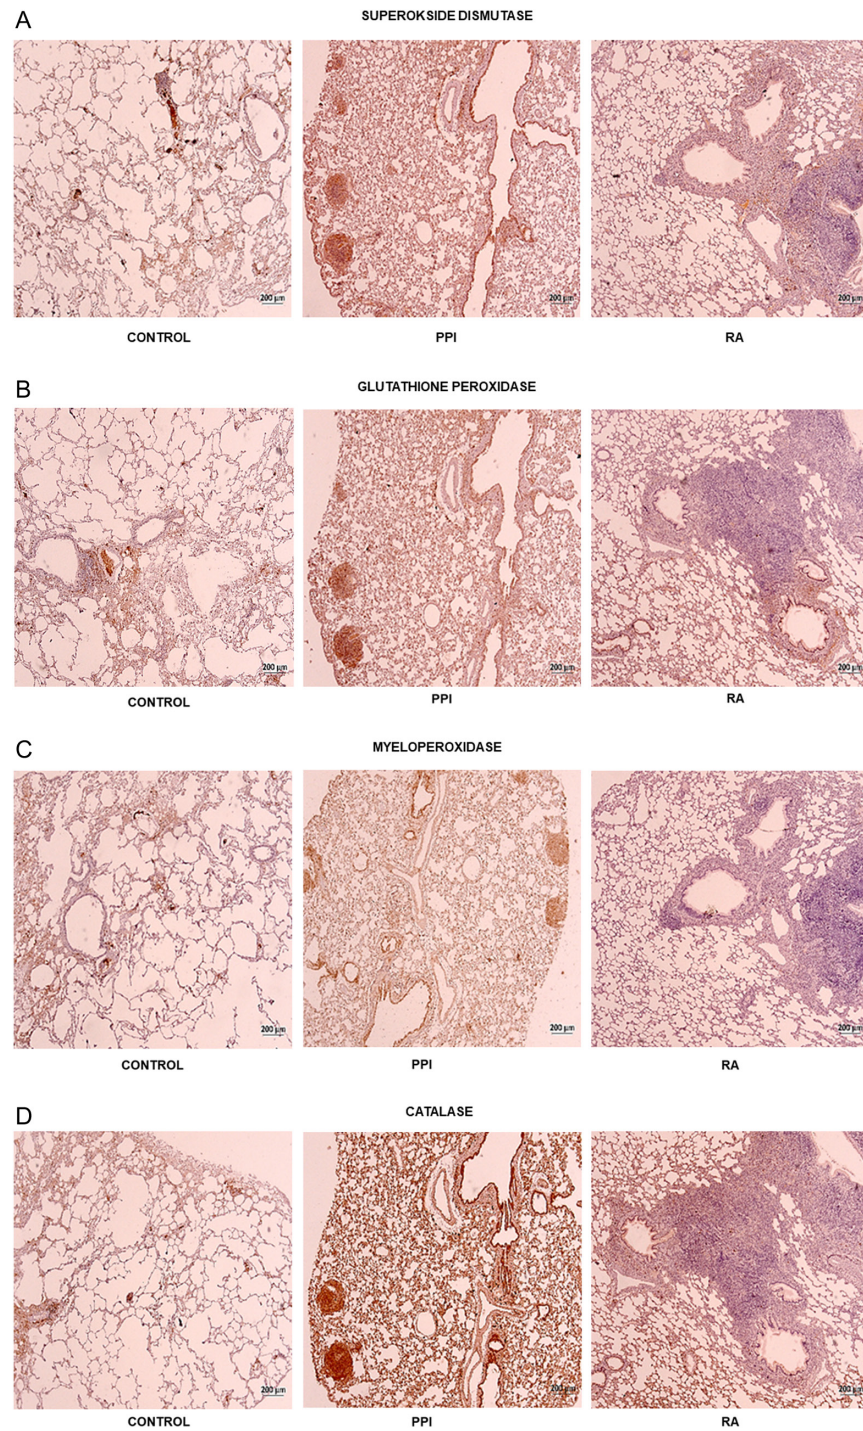 A
SUPEROKSIDE DISMUTASE
200 µm
200 µm
200 µm
CONTROL
PPI
RA
B
GLUTATHIONE PEROXIDASE
200 µm
200 µm
200 µm
CONTROL
PPI
RA
C
MYELOPEROXIDASE
200 µm
200 µm
200 µm
CONTROL
PPI
RA
D
CATALASE
200 µm
200 µm
200 µm
CONTROL
PPI
RA